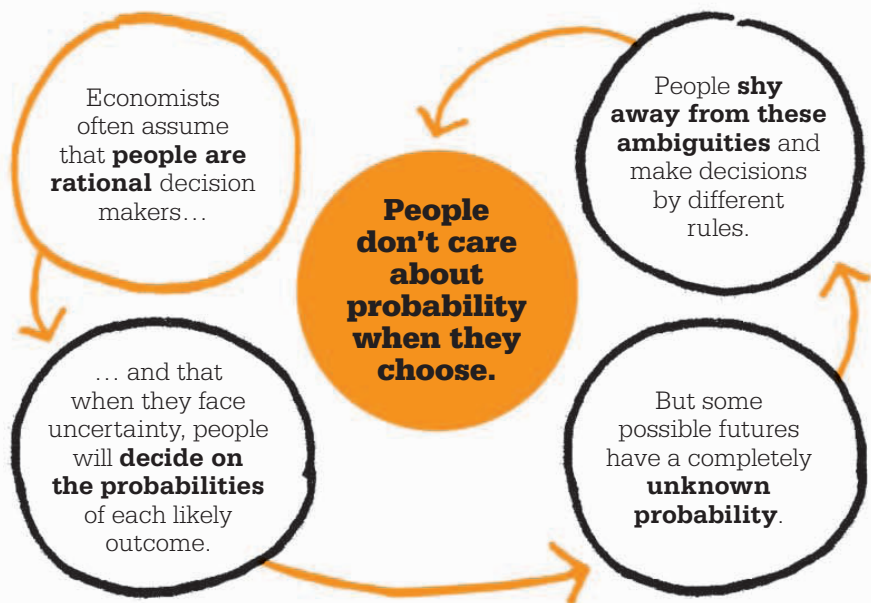 Economists
often assume
that people are
rational decision
makers…
… and that
when they face
uncertainty, people
will decide on
the probabilities
of each likely
outcome.
But some
possible futures
have a completely
unknown
probability.
People shy
away from these
ambiguities and
make decisions
by different
rules.
People
don’t care
about
probability
when they
choose.